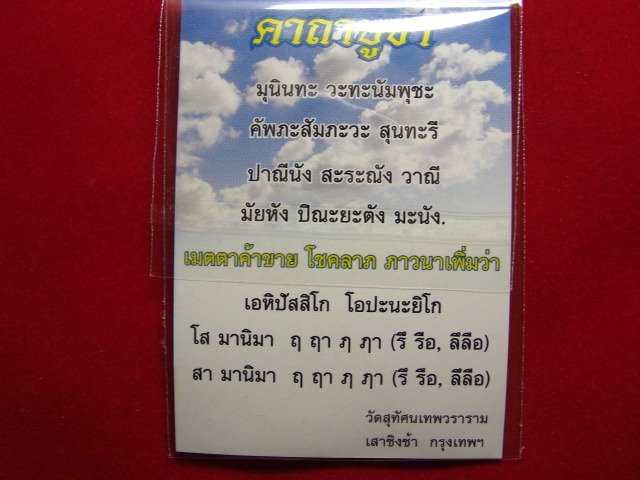 คาถาบูชา
มุนินทะ วะทะนัมพุชะ
คัพภะสัมภะวะ สุนทะรี
ปาณีนัง สะระณัง วาณี
มัยหัง ปิณะยะตัง มะนัง.
เมตตาค้าขาย โชคลาภ ภาวนาเพิ่มว่า
เอหิปัสสิโก โอปะนะยิโก
โส มานิมา ฤ ฤๅ ฦ ฦๅ (รึ รือ, ลึลือ)
สา มานิมา ฤ ฤๅ ฦ ฦๅ (รึ รือ, ลึลือ)
วัดสุทัศนเทพวราราม
เสาชิงช้า กรุงเทพฯ